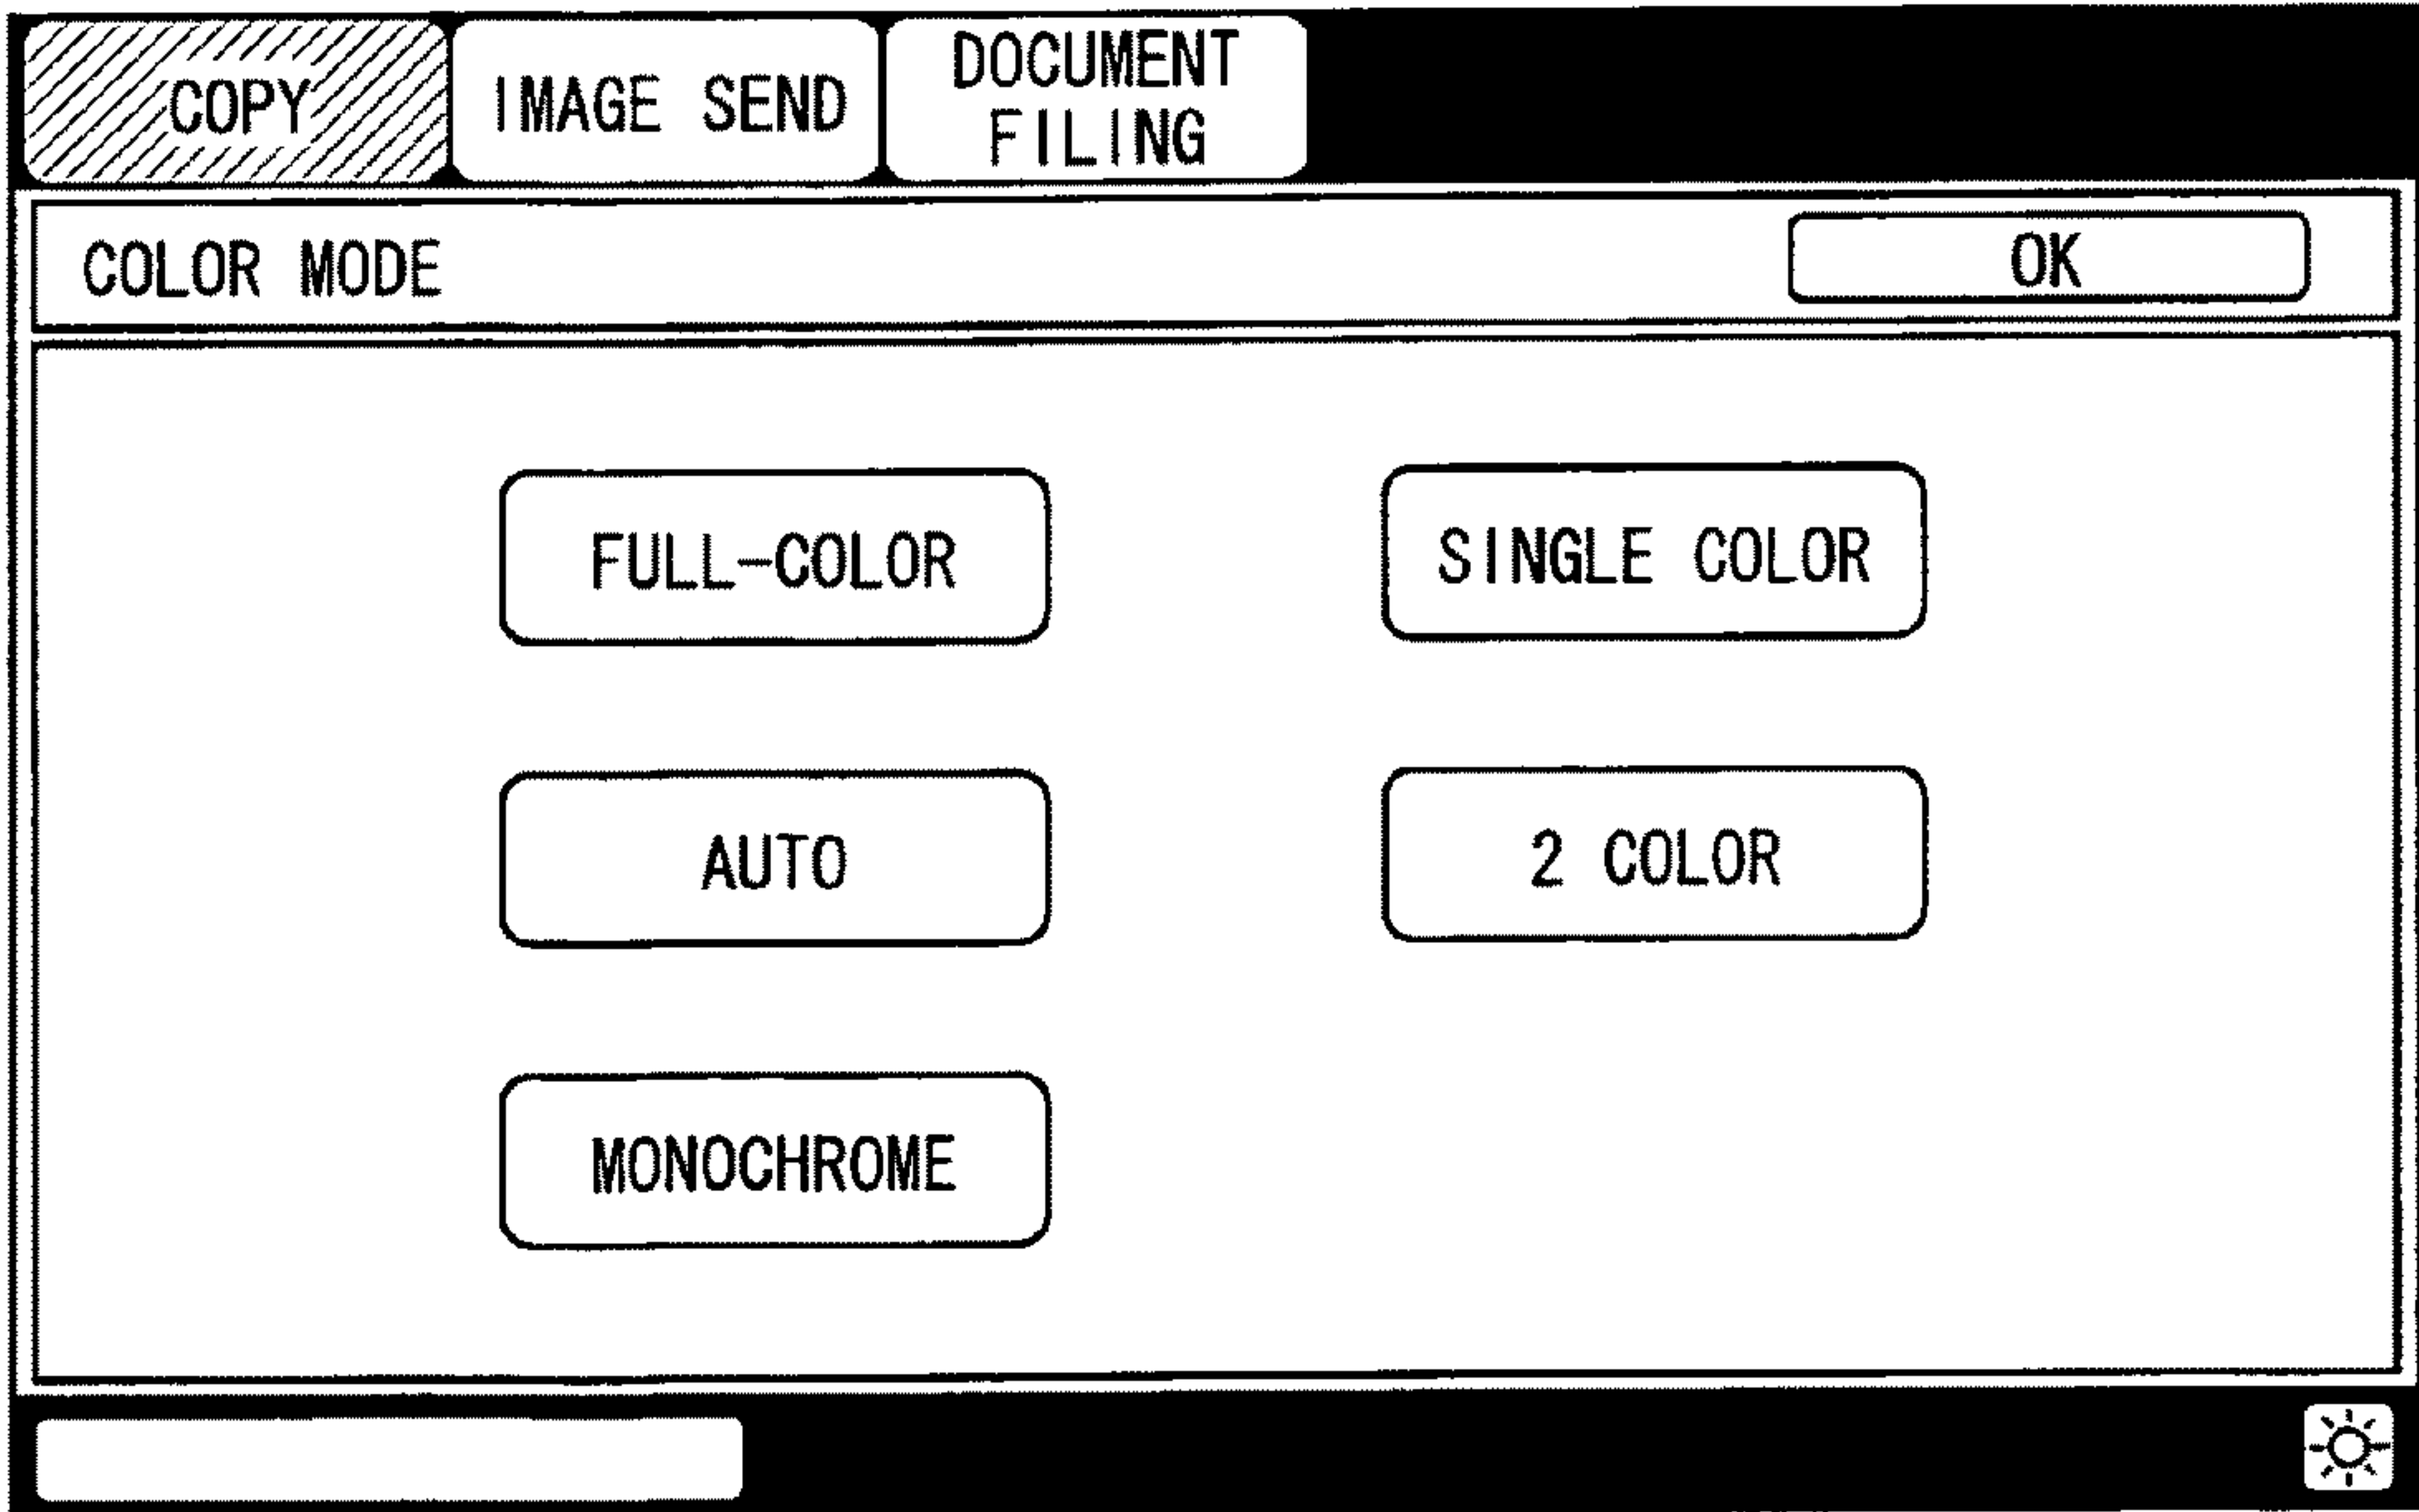 COPY
IMAGE SEND
DOCUMENT
FILING
COLOR MODE
OK
FULL-COLOR
SINGLE COLOR
AUTO
2 COLOR
MONOCHROME